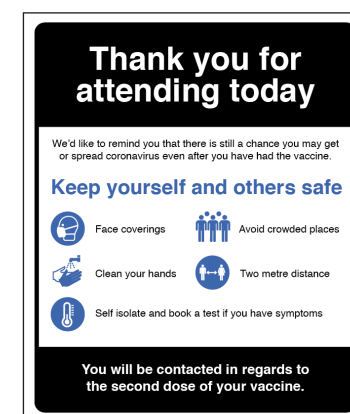 Thank you for
attending today
We'd like to remind you that there is still a chance you may get
or spread coronavirus even after you have had the vaccine.
Keep yourself and others safe
Face coverings
Avoid crowded places
Clean your hands
Two metre distance
Self isolate and book a test if you have symptoms
You will be contacted in regards to
the second dose of your vaccine.